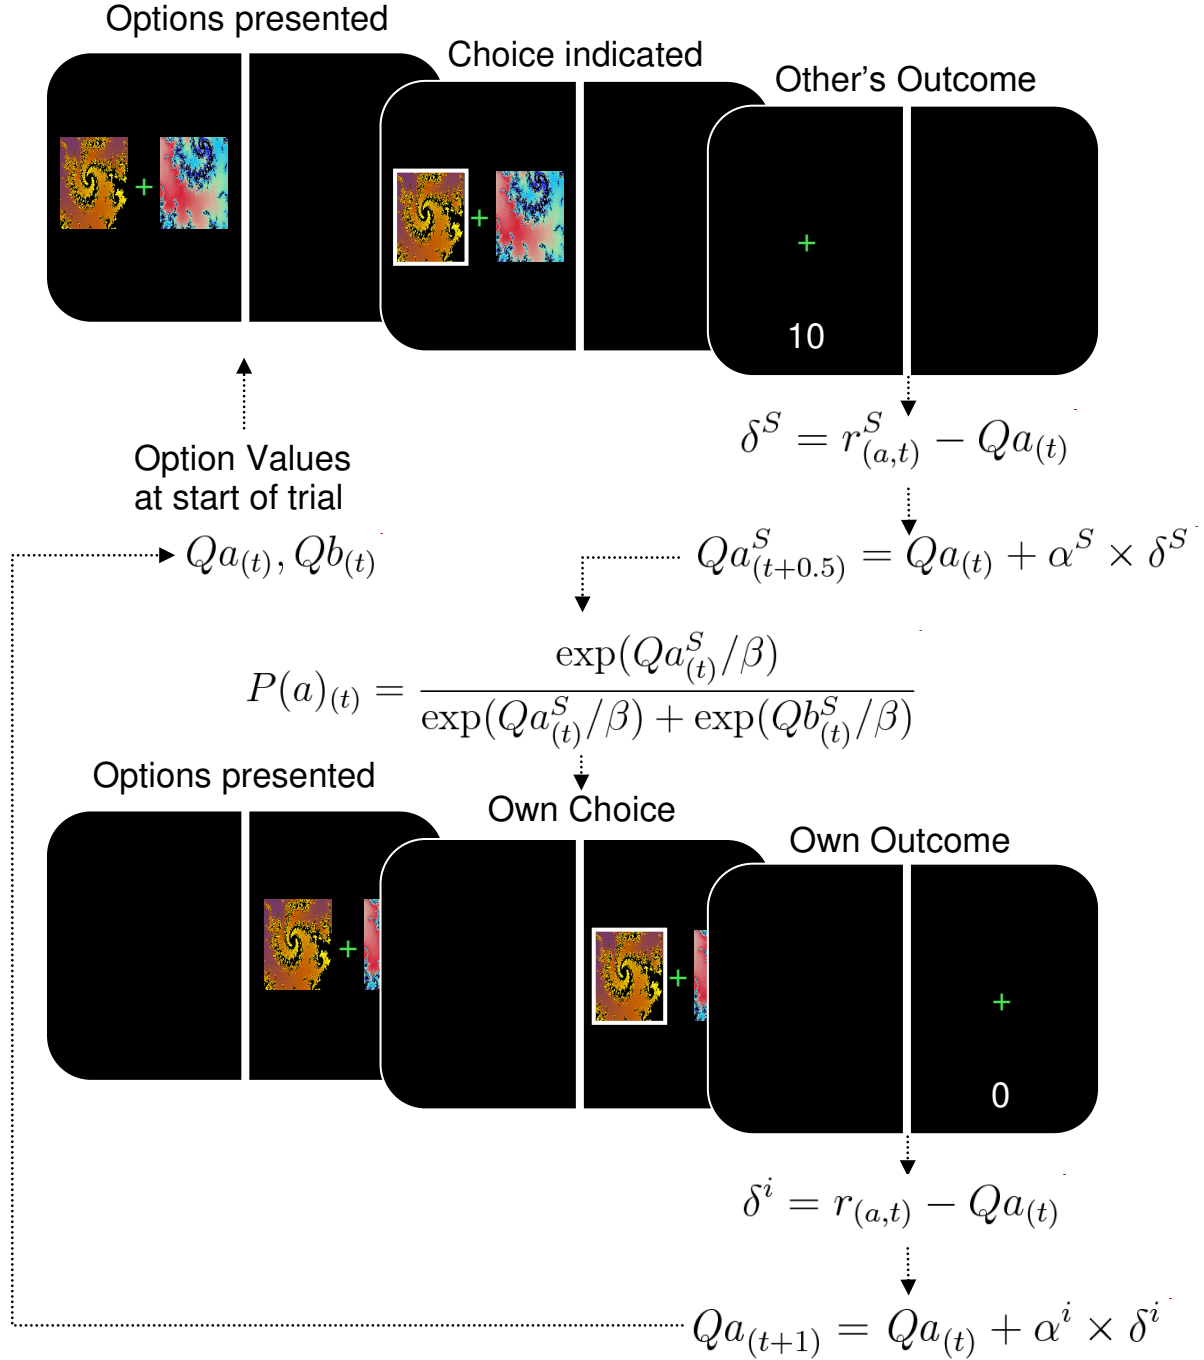 Options presented
Choice indicated
Other's Outcome
10
δ^S = r^S_{(a,t)} − Qa_{(t)}
Option Values
at start of trial
Qa_{(t)}, Qb_{(t)}
Qa^S_{(t+0.5)} = Qa_{(t)} + α^S × δ^S
P(a)_{(t)} = \frac{exp(Qa^S_{(t)}/β)}{exp(Qa^S_{(t)}/β) + exp(Qb^S_{(t)}/β)}
Options presented
Own Choice
Own Outcome
0
δ^i = r_{(a,t)} − Qa_{(t)}
Qa_{(t+1)} = Qa_{(t)} + α^i × δ^i